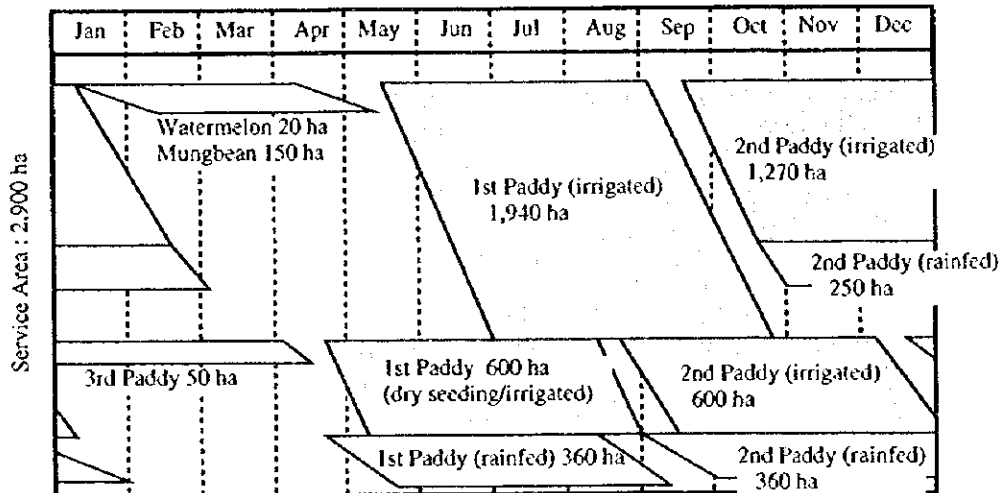 Jan Feb Mar Apr May Jun Jul Aug Sep Oct Nov Dec
Service Area : 2,900 ha
Watermelon 20 ha
Mungbean 150 ha
1st Paddy (irrigated)
1,940 ha
2nd Paddy (irrigated)
1,270 ha
2nd Paddy (rainfed)
250 ha
3rd Paddy 50 ha
1st Paddy 600 ha
(dry seeding/irrigated)
2nd Paddy (irrigated)
600 ha
1st Paddy (rainfed) 360 ha
2nd Paddy (rainfed)
360 ha